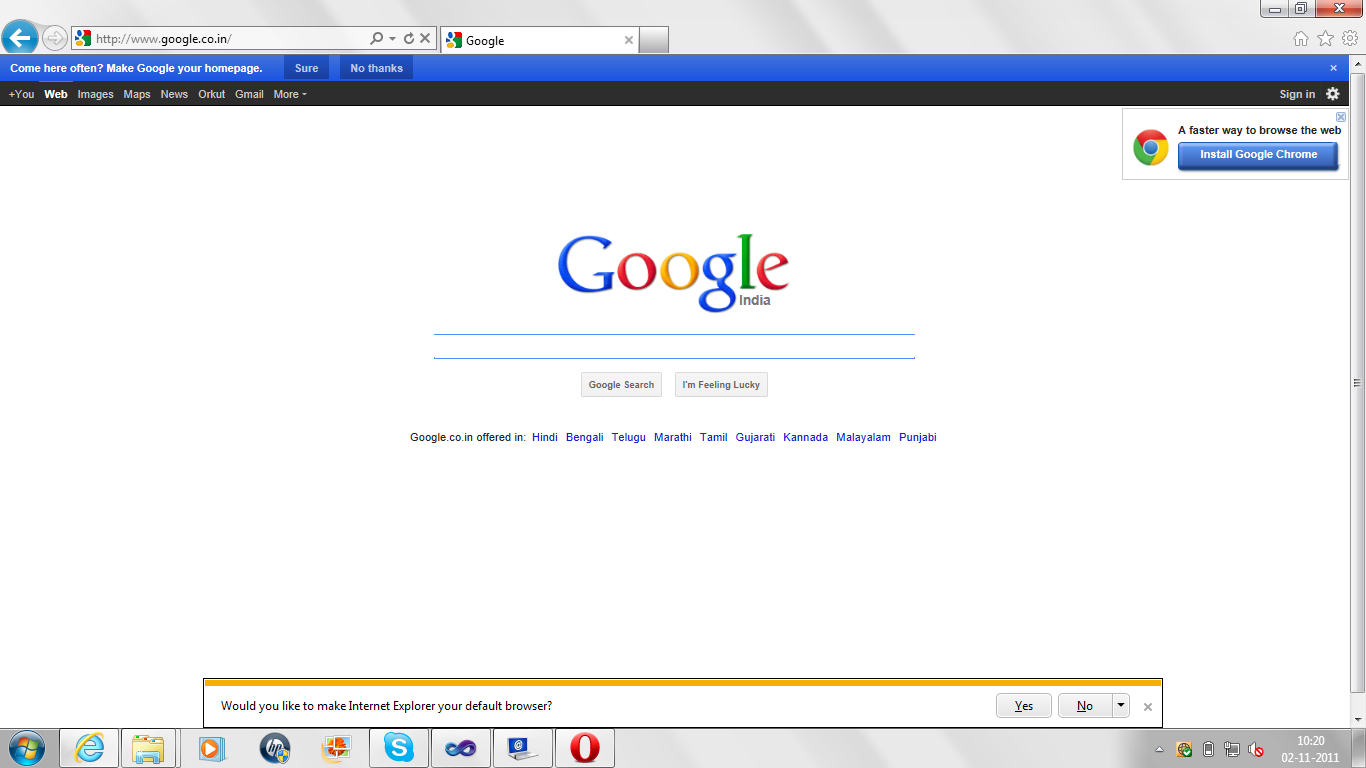 http://www.google.co.in/
Google
Come here often? Make Google your homepage. Sure No thanks
+You Web Images Maps News Orkut Gmail More Sign in
A faster way to browse the web
Install Google Chrome
Google
India
Google Search I'm Feeling Lucky
Google.co.in offered in: Hindi Bengali Telugu Marathi Tamil Gujarati Kannada Malayalam Punjabi
Would you like to make Internet Explorer your default browser? Yes No
hp
10:20
02-11-2011